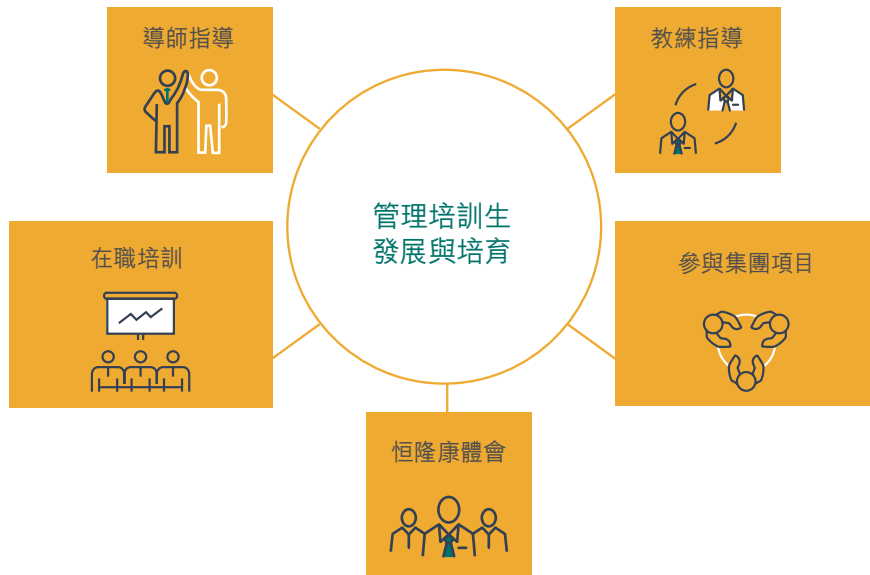 導師指導
教練指導
管理培訓生
發展與培育
在職培訓
參與集團項目
恒隆康體會